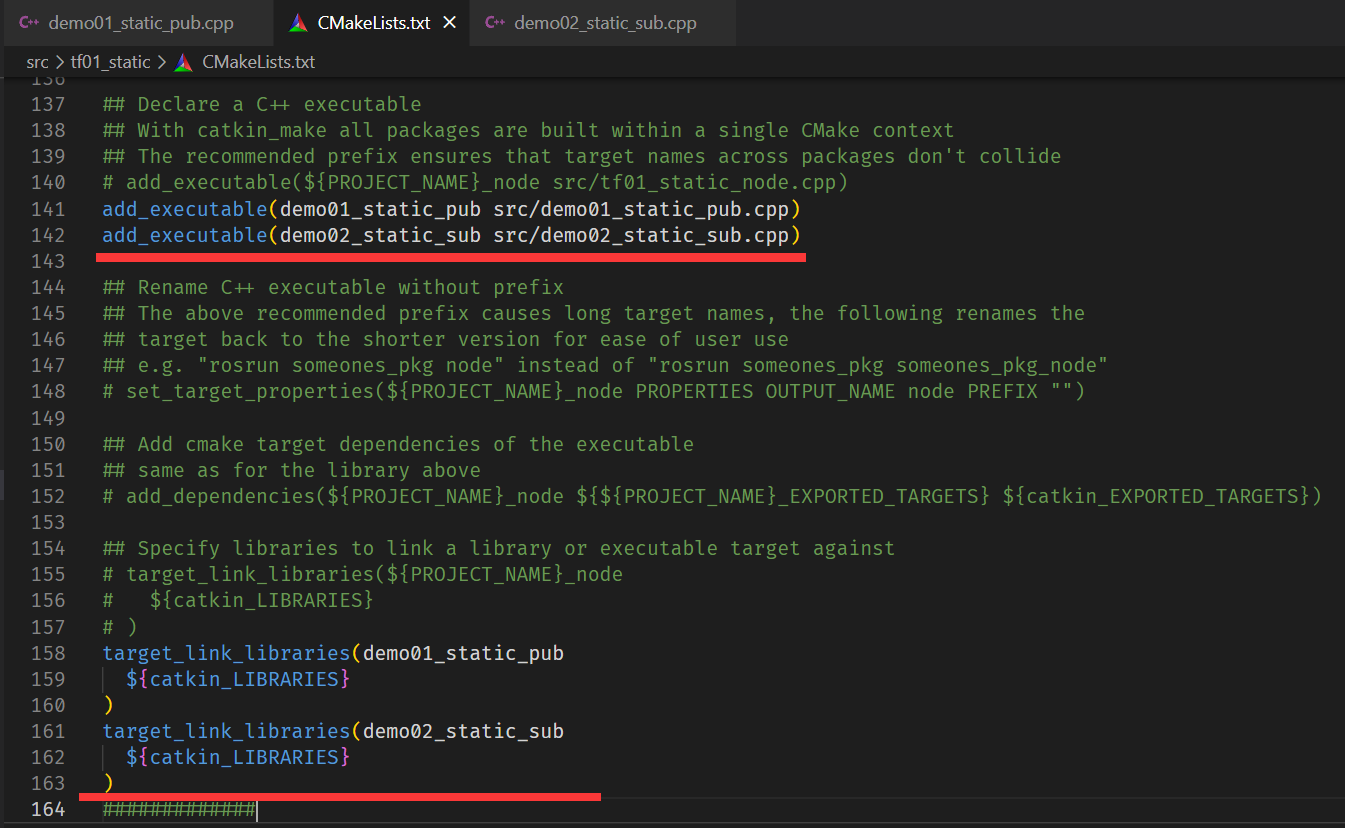 demo01_static_pub.cpp CMakeLists.txt demo02_static_sub.cpp
src > tf01_static > CMakeLists.txt
136
137 ## Declare a C++ executable
138 ## With catkin_make all packages are built within a single CMake context
139 ## The recommended prefix ensures that target names across packages don't collide
140 # add_executable(${PROJECT_NAME}_node src/tf01_static_node.cpp)
141 add_executable(demo01_static_pub src/demo01_static_pub.cpp)
142 add_executable(demo02_static_sub src/demo02_static_sub.cpp)
143
144 ## Rename C++ executable without prefix
145 ## The above recommended prefix causes long target names, the following renames the
146 ## target back to the shorter version for ease of user use
147 ## e.g. "rosrun someones_pkg node" instead of "rosrun someones_pkg someones_pkg_node"
148 # set_target_properties(${PROJECT_NAME}_node PROPERTIES OUTPUT_NAME node PREFIX "")
149
150 ## Add cmake target dependencies of the executable
151 ## same as for the library above
152 # add_dependencies(${PROJECT_NAME}_node ${${PROJECT_NAME}_EXPORTED_TARGETS} ${catkin_EXPORTED_TARGETS})
153
154 ## Specify libraries to link a library or executable target against
155 # target_link_libraries(${PROJECT_NAME}_node
156 #   ${catkin_LIBRARIES}
157 # )
158 target_link_libraries(demo01_static_pub
159   ${catkin_LIBRARIES}
160 )
161 target_link_libraries(demo02_static_sub
162   ${catkin_LIBRARIES}
163 )
164 #############